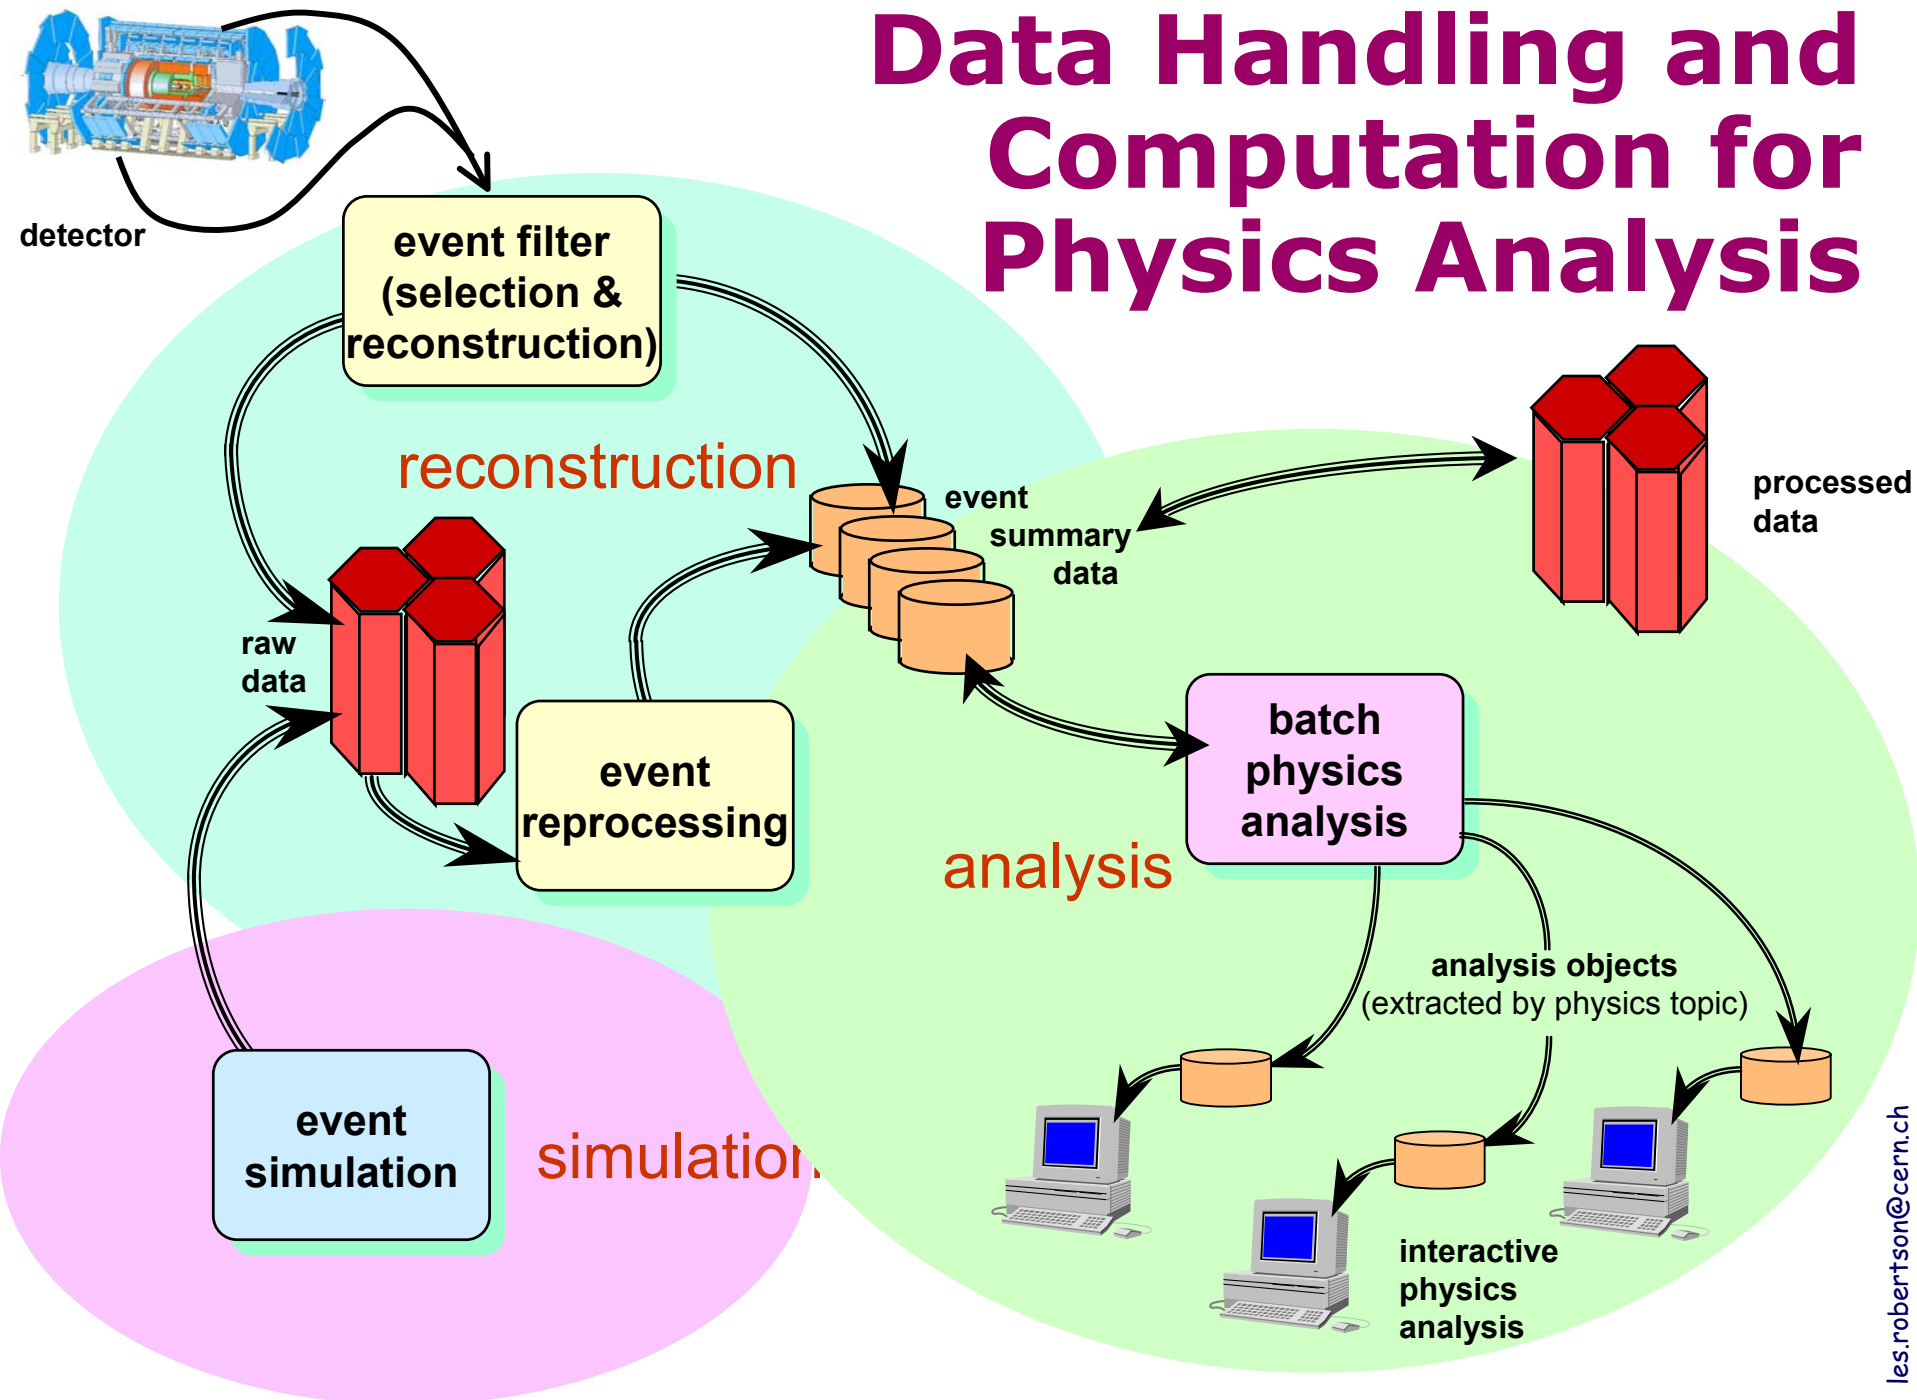 Data Handling and
Computation for
Physics Analysis
detector
event filter
(selection &
reconstruction)
reconstruction
event
summary
data
processed
data
raw
data
event
reprocessing
batch
physics
analysis
analysis
analysis objects
(extracted by physics topic)
event
simulation
simulation
interactive
physics
analysis
les.robertson@cern.ch